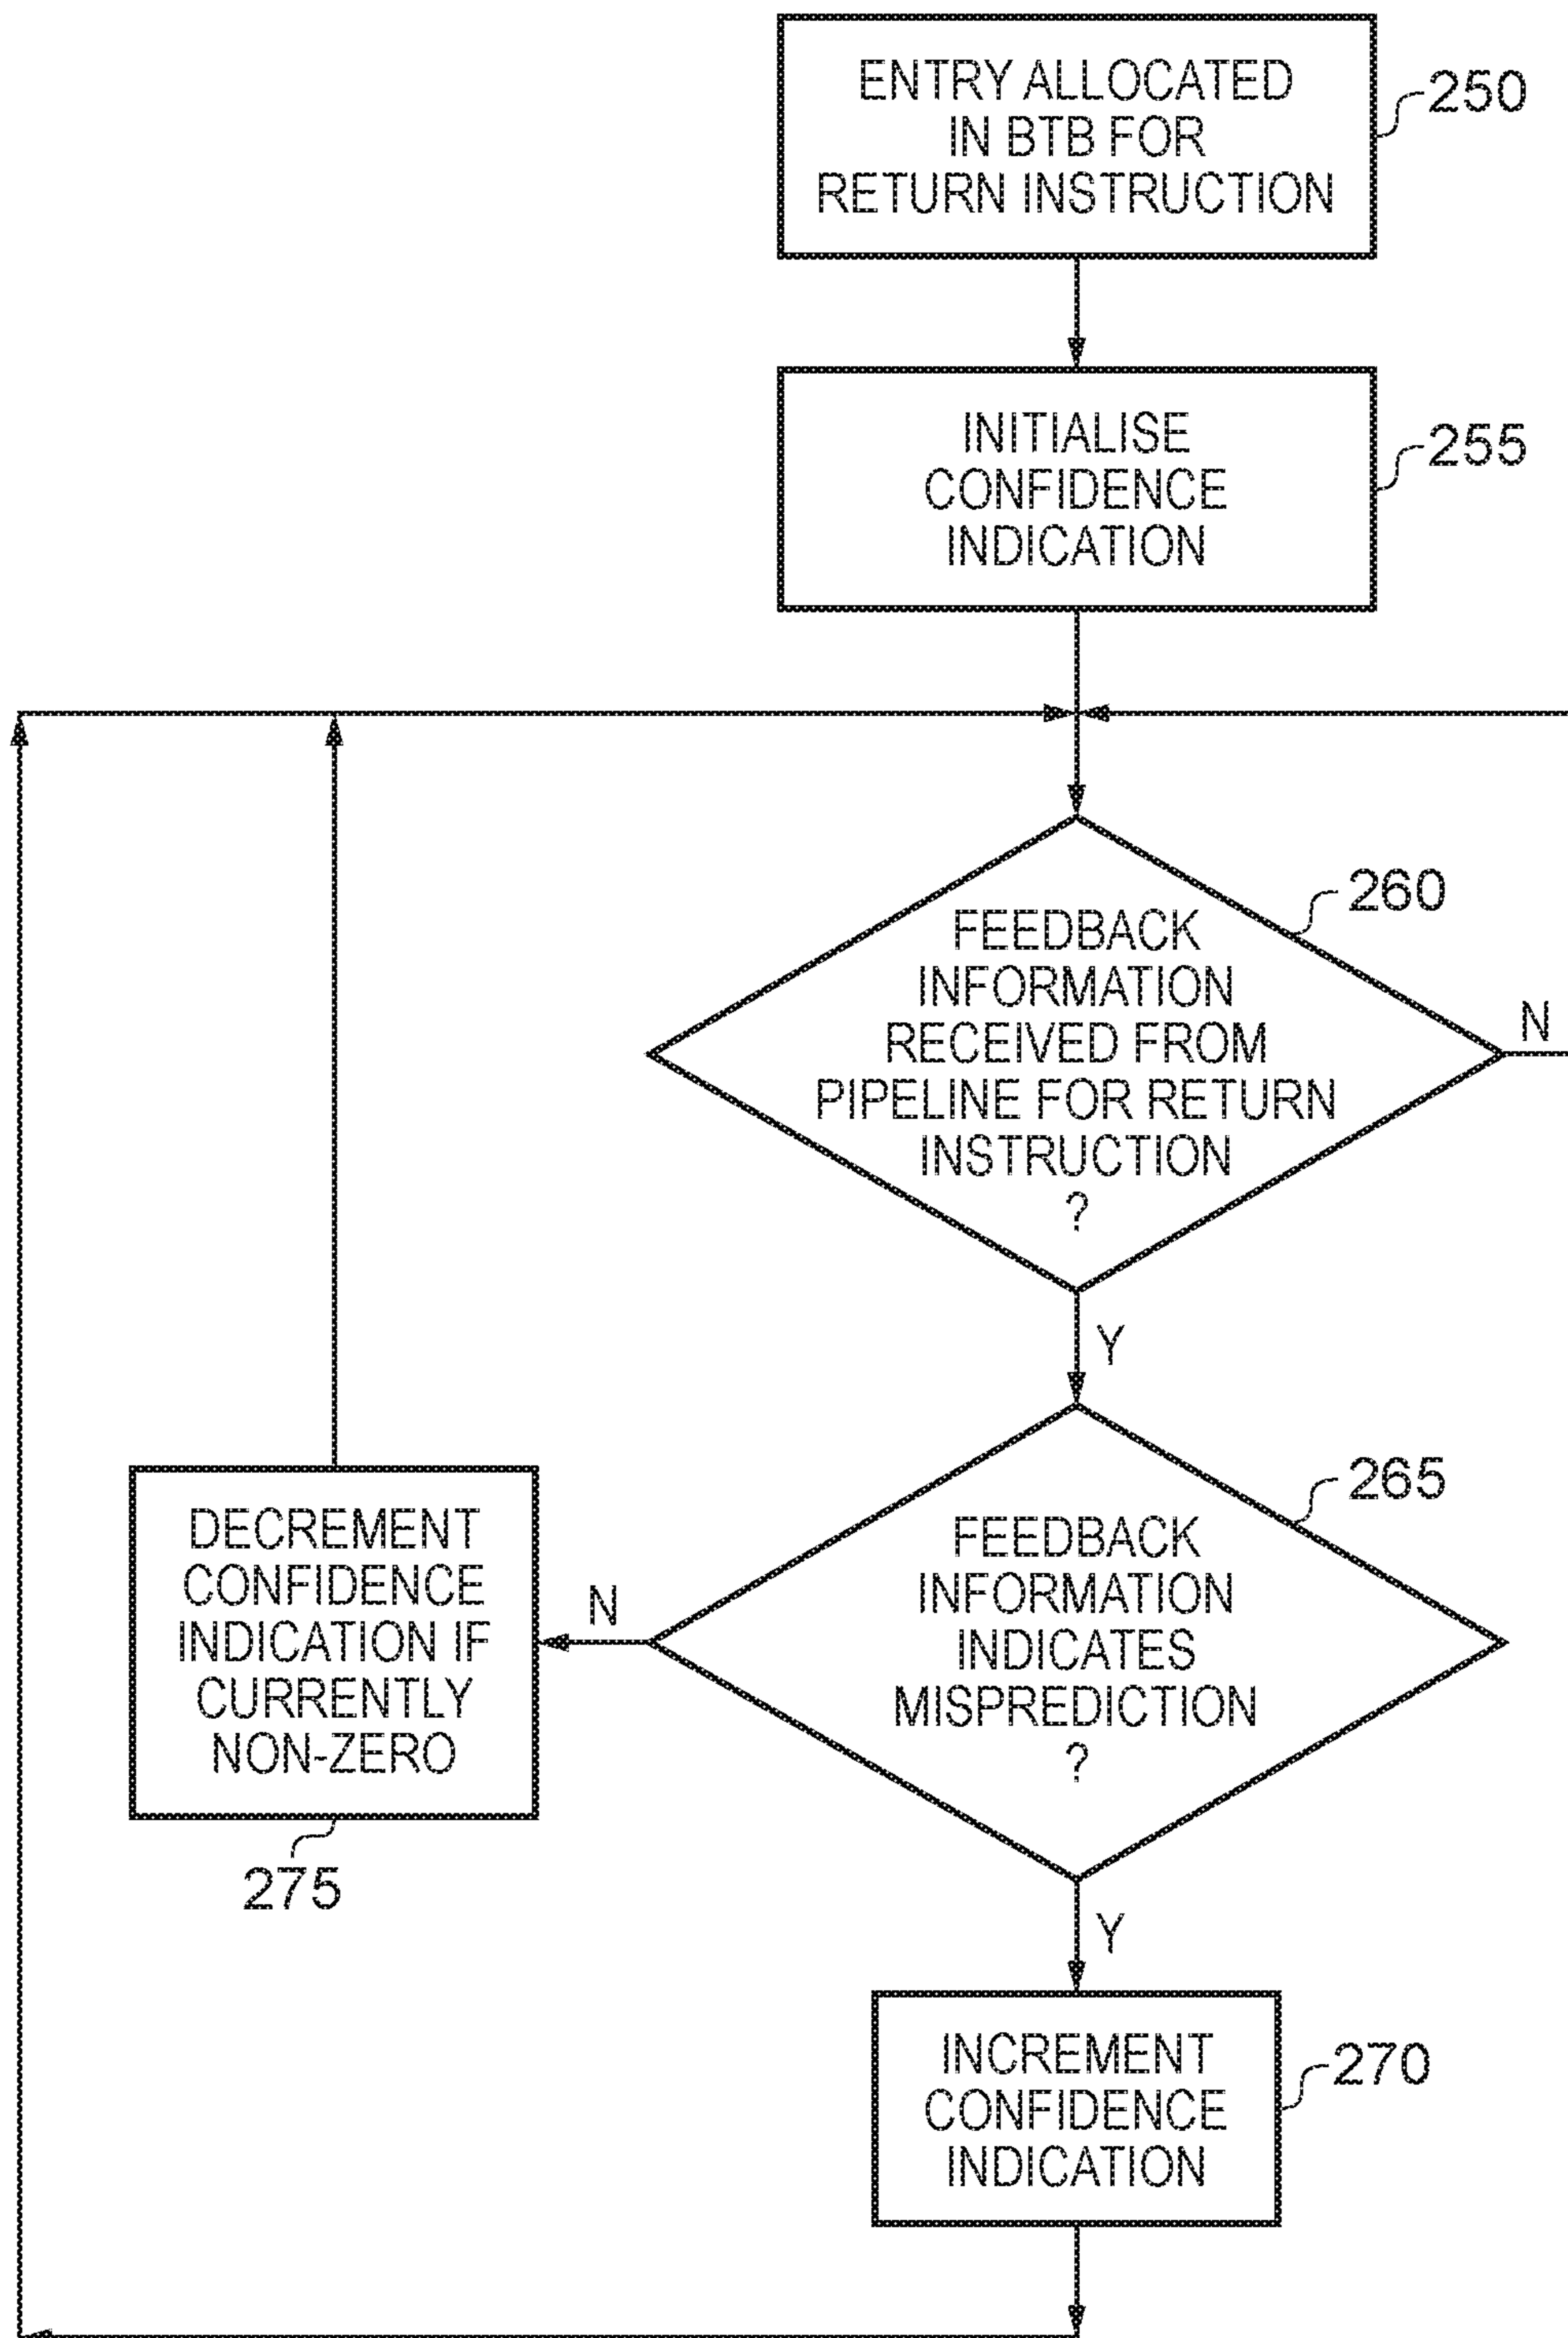 ENTRY ALLOCATED
IN BTB FOR
RETURN INSTRUCTION
250
INITIALISE
CONFIDENCE
INDICATION
255
FEEDBACK
INFORMATION
RECEIVED FROM
PIPELINE FOR RETURN
INSTRUCTION
?
260
N
Y
FEEDBACK
INFORMATION
INDICATES
MISPREDICTION
?
265
N
DECREMENT
CONFIDENCE
INDICATION IF
CURRENTLY
NON-ZERO
275
Y
INCREMENT
CONFIDENCE
INDICATION
270